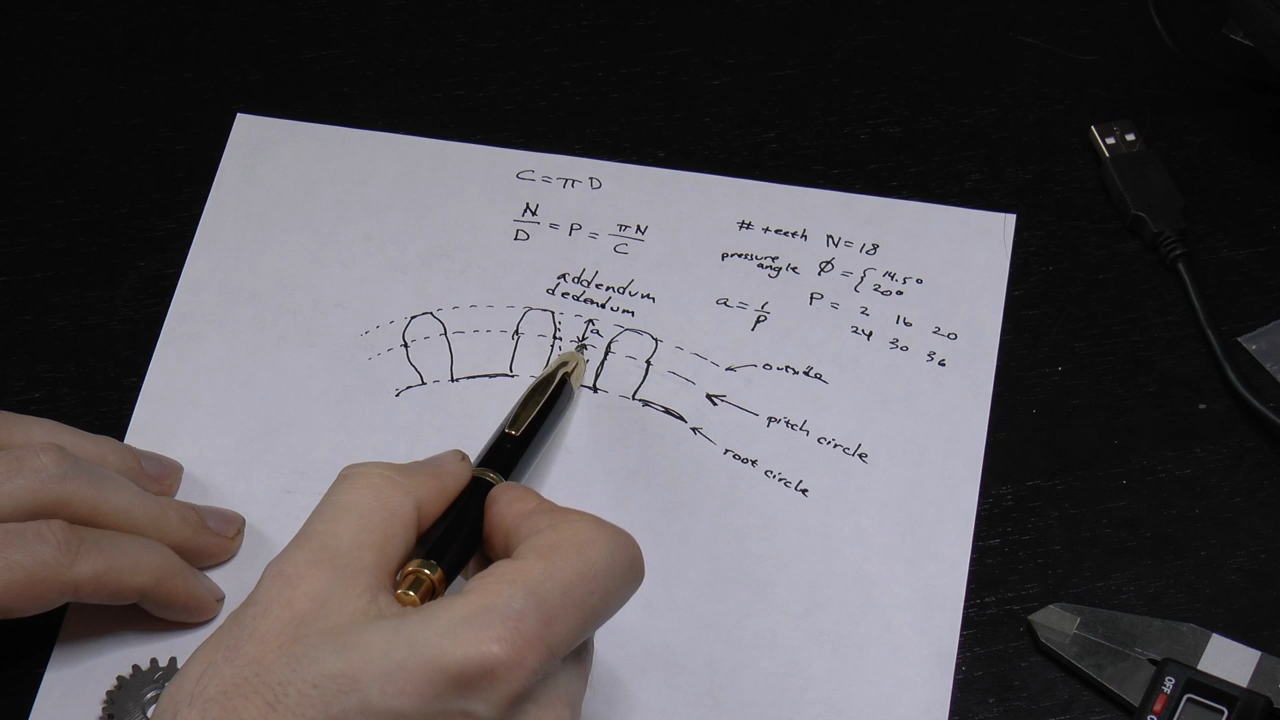 C = πD
N/D = P = πN/C
# teeth N = 18
pressure angle Φ = { 14.5° 20°
a = 1/P
P = 2 16 20
24 30 36
addendum
dedendum
a
outside
pitch circle
root circle
OFF